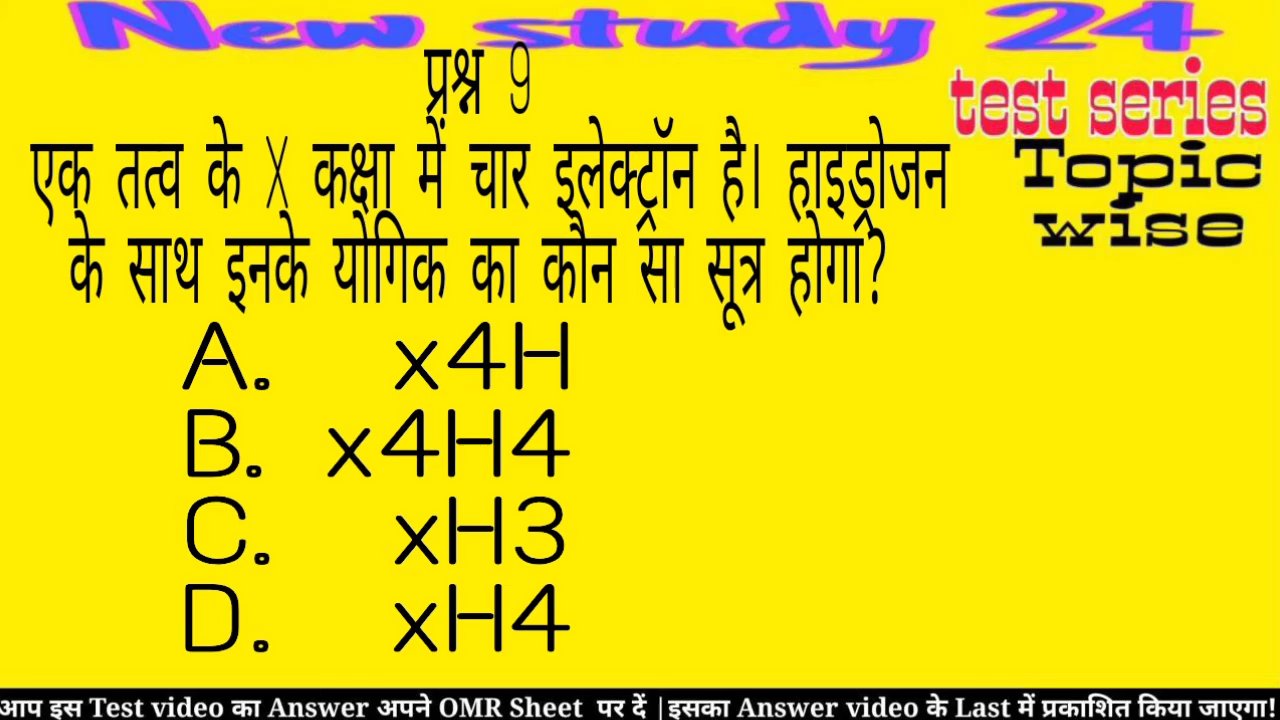 New study 24
प्रश्न 9
test series
Topic
wise
एक तत्व के X कक्षा में चार इलेक्ट्रॉन है। हाइड्रोजन
के साथ इनके योगिक का कौन सा सूत्र होगा?
A. x4H
B. x4H4
C. xH3
D. xH4
आप इस Test video का Answer अपने OMR Sheet पर दें |इसका Answer video के Last में प्रकाशित किया जाएगा!